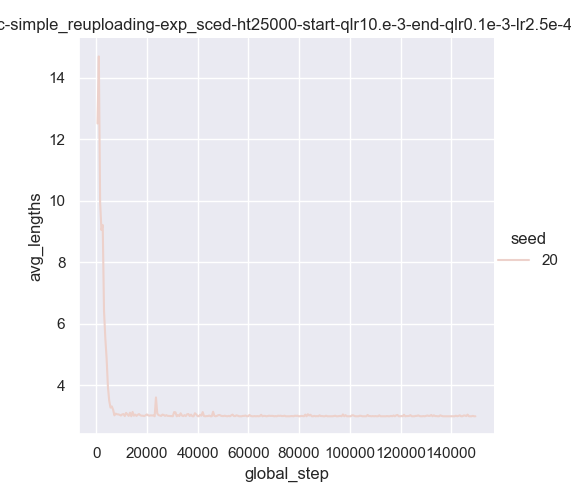 c-simple_reuploading-exp_sced-ht25000-start-qlr10.e-3-end-qlr0.1e-3-lr2.5e-4
14
12
10
8
6
4
avg_lengths
0 20000 40000 60000 80000 100000 120000 140000
global_step
seed
20